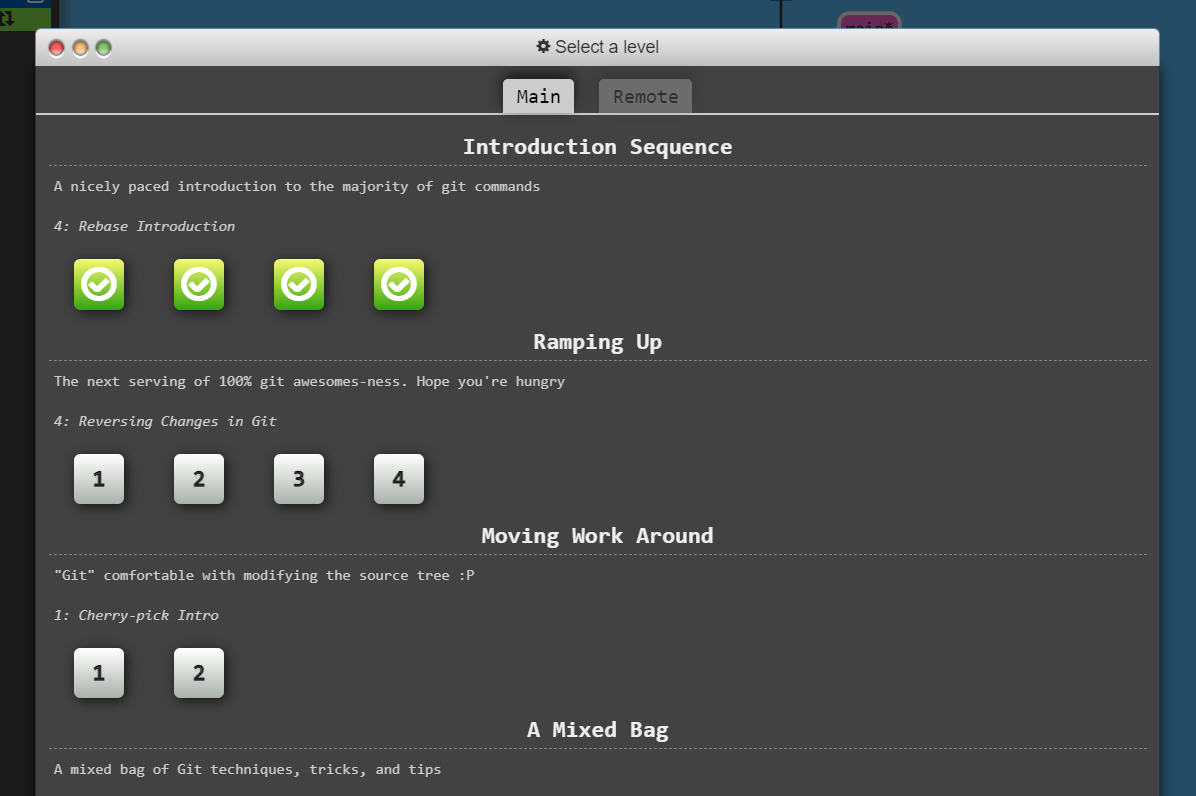 main*
Select a level
Main Remote
Introduction Sequence
A nicely paced introduction to the majority of git commands
4: Rebase Introduction
Ramping Up
The next serving of 100% git awesomes-ness. Hope you're hungry
4: Reversing Changes in Git
1 2 3 4
Moving Work Around
"Git" comfortable with modifying the source tree :P
1: Cherry-pick Intro
1 2
A Mixed Bag
A mixed bag of Git techniques, tricks, and tips